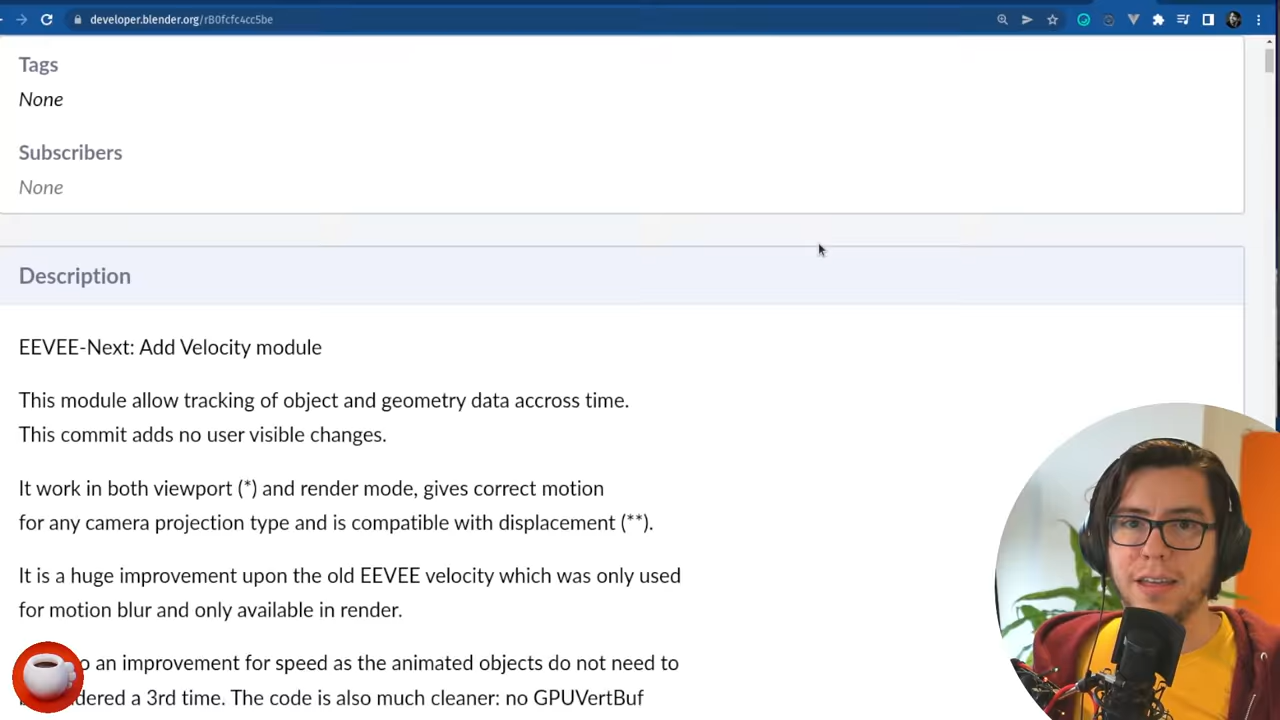 developer.blender.org/rB0fcfc4cc5be
Tags
None
Subscribers
None
Description
EEVEE-Next: Add Velocity module
This module allow tracking of object and geometry data accross time.
This commit adds no user visible changes.
It work in both viewport (*) and render mode, gives correct motion
for any camera projection type and is compatible with displacement (**).
It is a huge improvement upon the old EEVEE velocity which was only used
for motion blur and only available in render.
an improvement for speed as the animated objects do not need to
a 3rd time. The code is also much cleaner: no GPUVertBuf